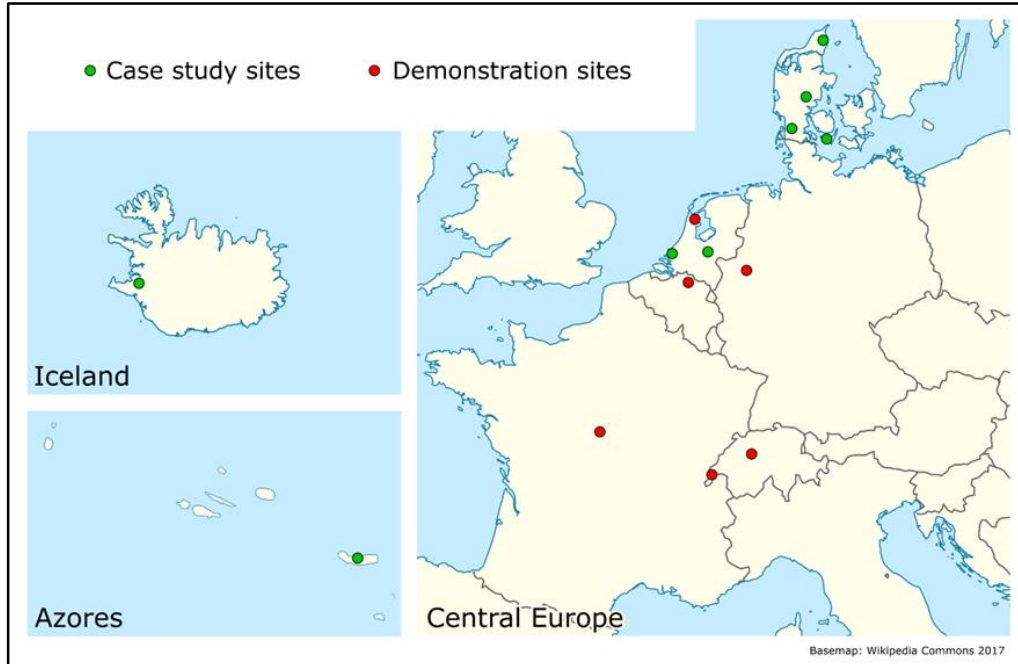 Case study sites
Demonstration sites
Iceland
Azores
Central Europe
Basemap: Wikipedia Commons 2017